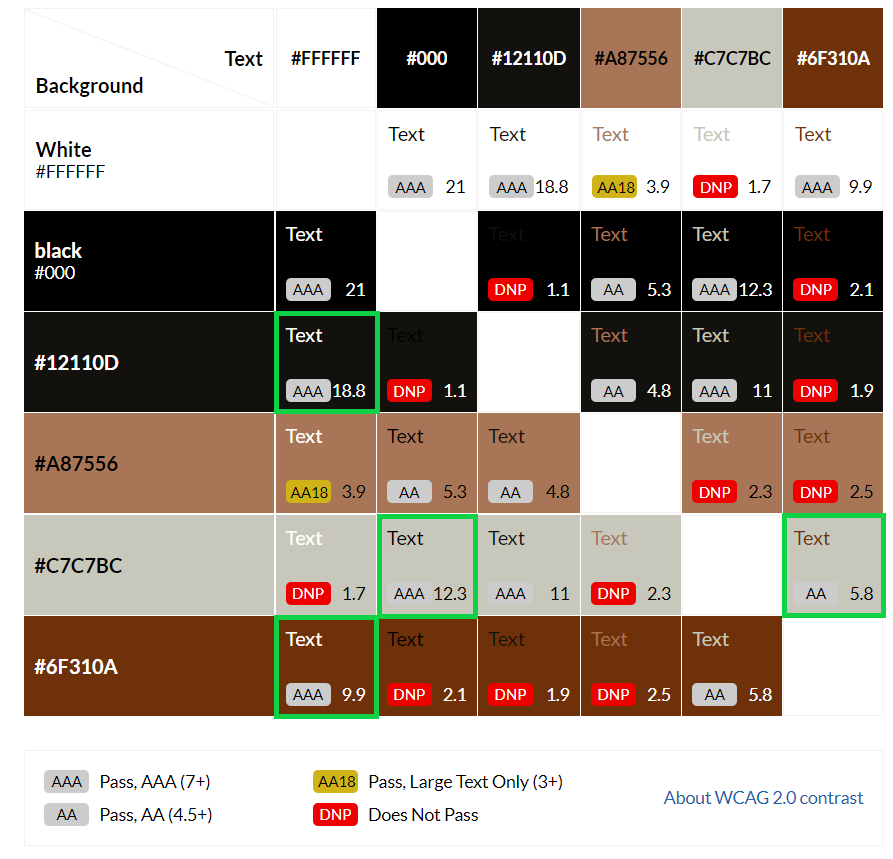 Text #FFFFFF #000 #12110D #A87556 #C7C7BC #6F310A
Background
White
#FFFFFF
Text Text Text Text Text
AAA 21 AAA 18.8 AA18 3.9 DNP 1.7 AAA 9.9
black
#000
Text Text Text Text Text
AAA 21 DNP 1.1 AA 5.3 AAA 12.3 DNP 2.1
#12110D
Text Text Text Text Text
AAA 18.8 DNP 1.1 AA 4.8 AAA 11 DNP 1.9
#A87556
Text Text Text Text Text
AA18 3.9 AA 5.3 AA 4.8 DNP 2.3 DNP 2.5
#C7C7BC
Text Text Text Text Text
DNP 1.7 AAA 12.3 AAA 11 DNP 2.3 AA 5.8
#6F310A
Text Text Text Text Text
AAA 9.9 DNP 2.1 DNP 1.9 DNP 2.5 AA 5.8
AAA Pass, AAA (7+) AA18 Pass, Large Text Only (3+)
AA Pass, AA (4.5+) DNP Does Not Pass
About WCAG 2.0 contrast